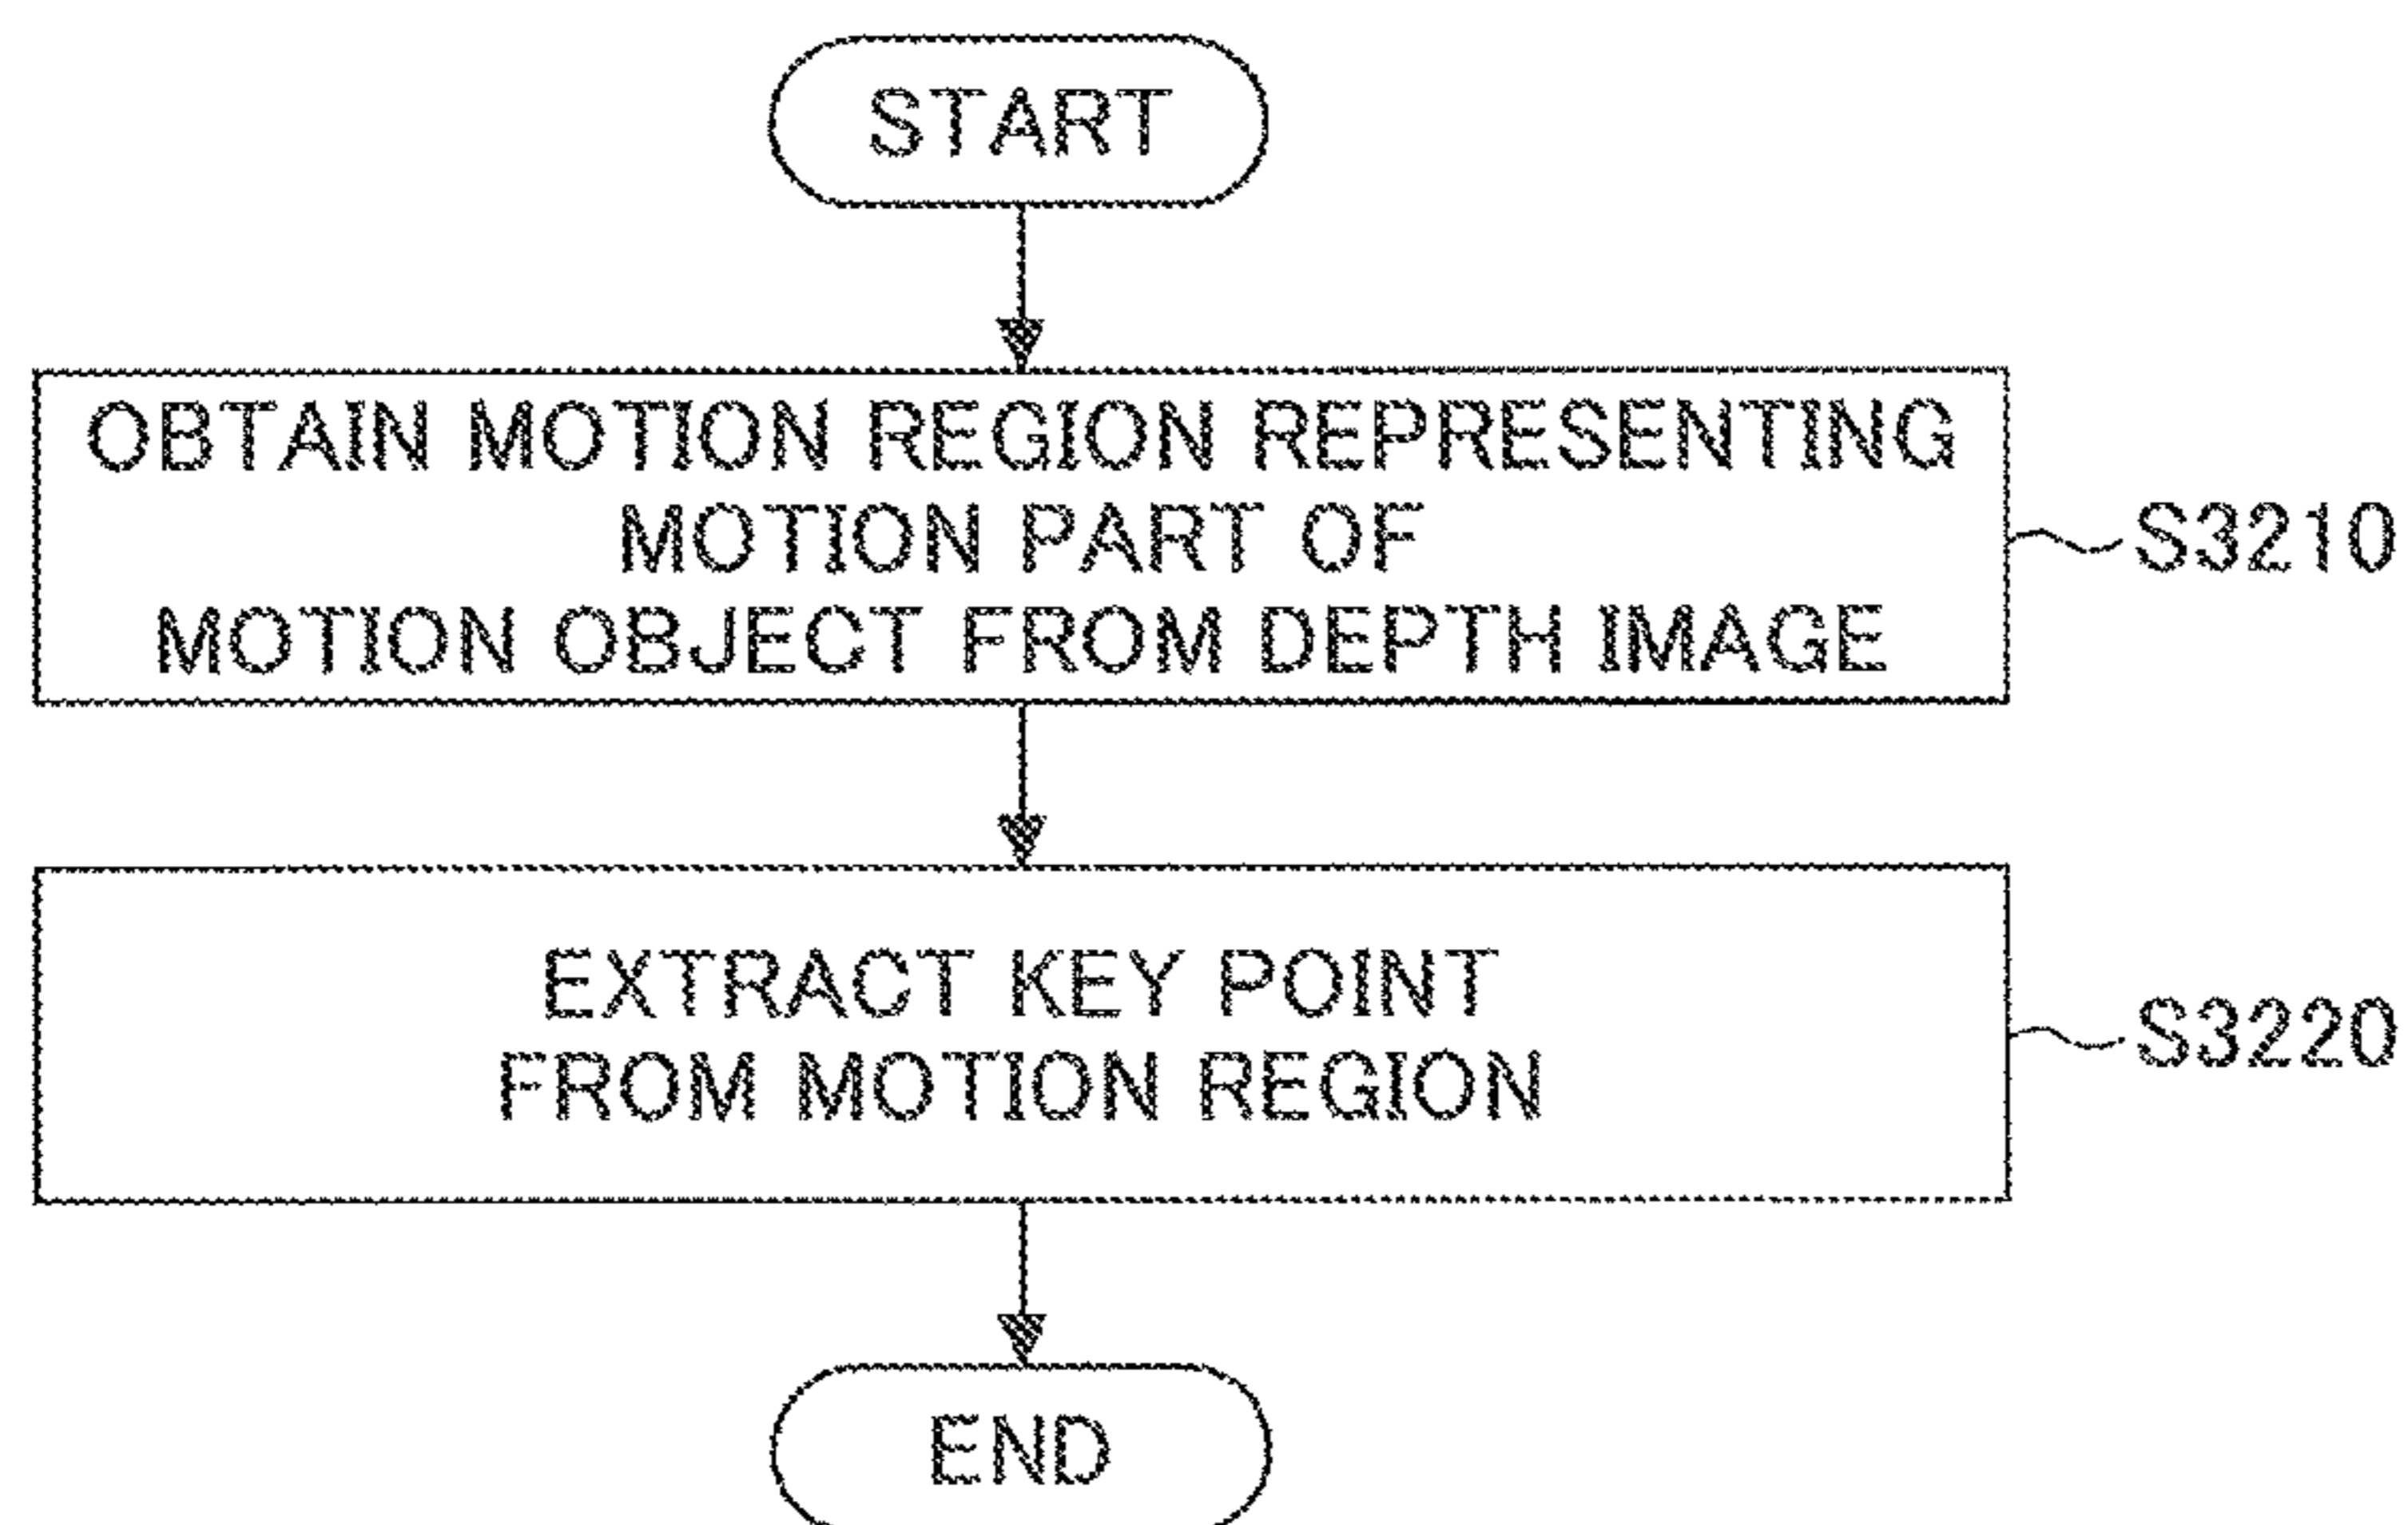 START
OBTAIN MOTION REGION REPRESENTING
MOTION PART OF
MOTION OBJECT FROM DEPTH IMAGE
S3210
EXTRACT KEY POINT
FROM MOTION REGION
S3220
END